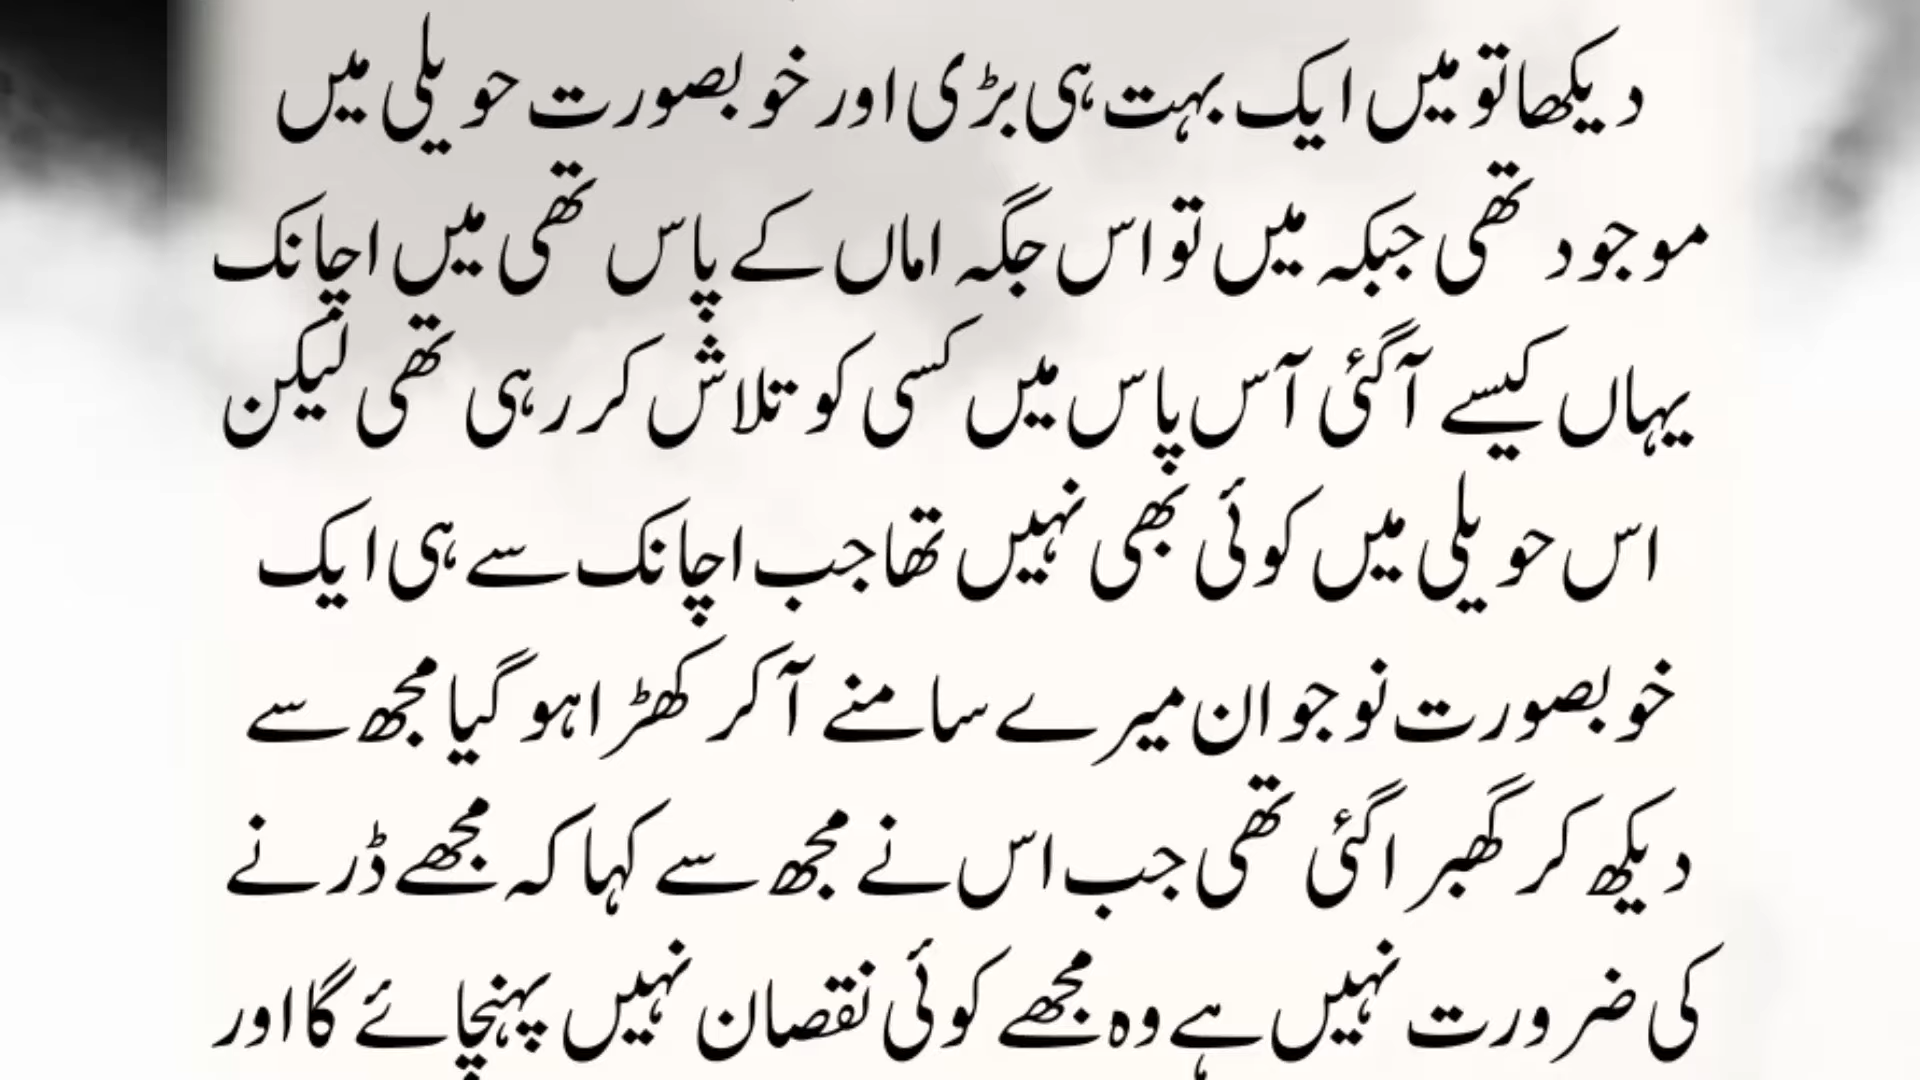 دیکھا تو میں ایک بہت ہی بڑی اور خوبصورت حویلی میں
موجود تھی جبکہ میں تو اس جگہ اماں کے پاس تھی میں اچانک
یہاں کیسے آگئی آس پاس میں کسی کو تلاش کر رہی تھی لیکن
اس حویلی میں کوئی بھی نہیں تھا جب اچانک سے ہی ایک
خوبصورت نوجوان میرے سامنے آکر کھڑا ہو گیا مجھ سے
دیکھ کر گھبرا گئی تھی جب اس نے مجھ سے کہا کہ مجھے ڈرنے
کی ضرورت نہیں ہے وہ مجھے کوئی نقصان نہیں پہنچائے گا اور